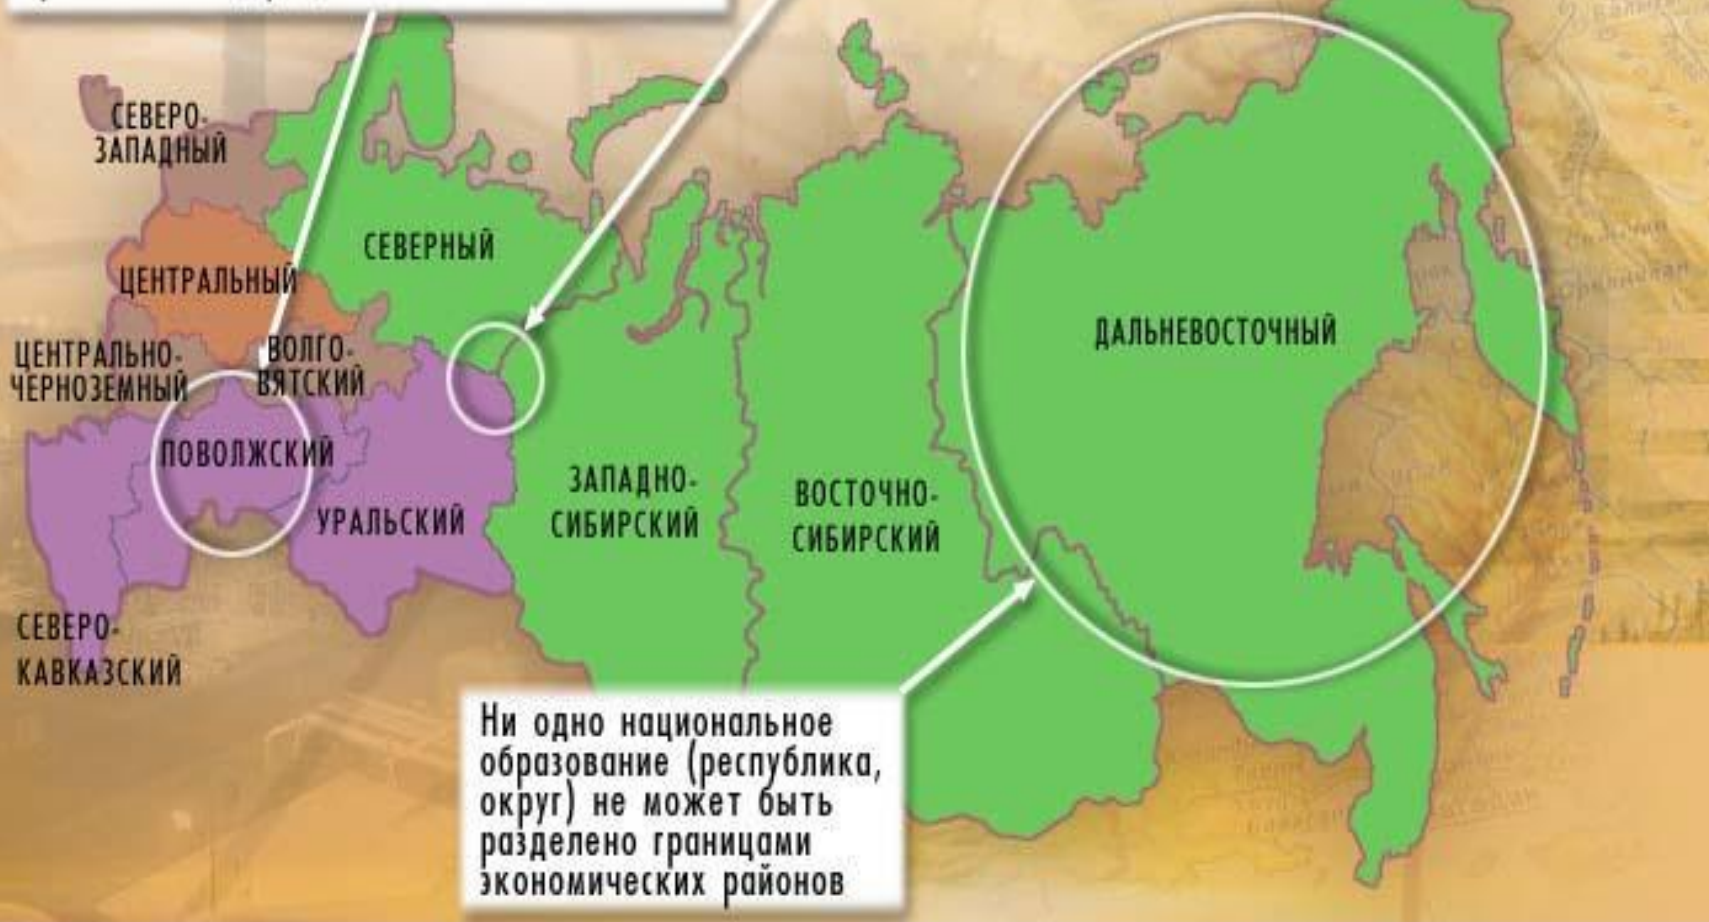 СЕВЕРО-
ЗАПАДНЫЙ
СЕВЕРНЫЙ
ЦЕНТРАЛЬНЫЙ
ЦЕНТРАЛЬНО-
ЧЕРНОЗЕМНЫЙ
ВОЛГО-
ВЯТСКИЙ
ДАЛЬНЕВОСТОЧНЫЙ
ПОВОЛЖСКИЙ
УРАЛЬСКИЙ
ЗАПАДНО-
СИБИРСКИЙ
ВОСТОЧНО-
СИБИРСКИЙ
СЕВЕРО-
КАВКАЗСКИЙ
Ни одно национальное
образование (республика,
округ) не может быть
разделено границами
экономических районов